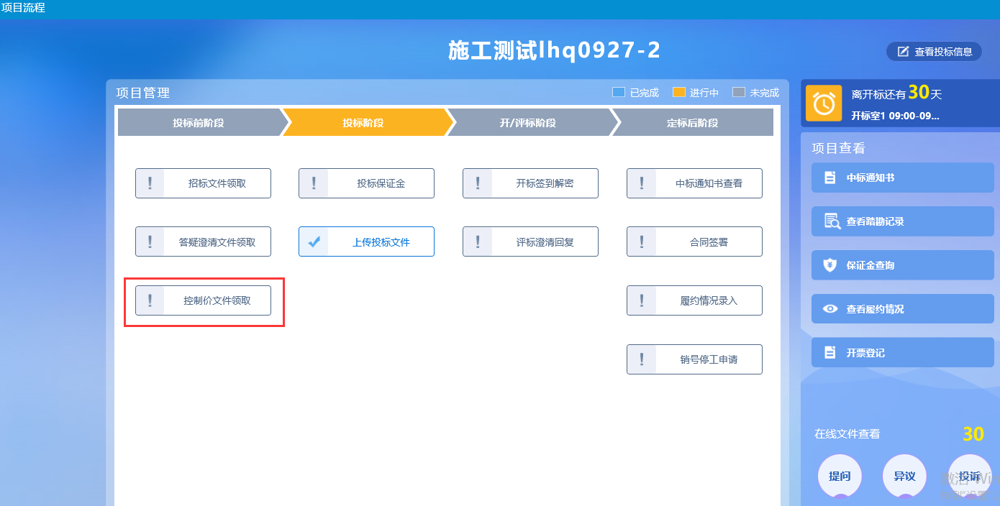 项目流程
施工测试lhq0927-2
查看投标信息
项目管理
已完成
进行中
未完成
投标前阶段
投标阶段
开/评标阶段
定标后阶段
招标文件领取
投标保证金
开标签到解密
中标通知书查看
答疑澄清文件领取
上传投标文件
评标澄清回复
合同签署
控制价文件领取
履约情况录入
销号停工申请
离开标还有30天
开标室1 09:00-09...
项目查看
中标通知书
查看踏勘记录
保证金查询
查看履约情况
开票登记
在线文件查看
30
提问
异议
投诉
激活 Wi